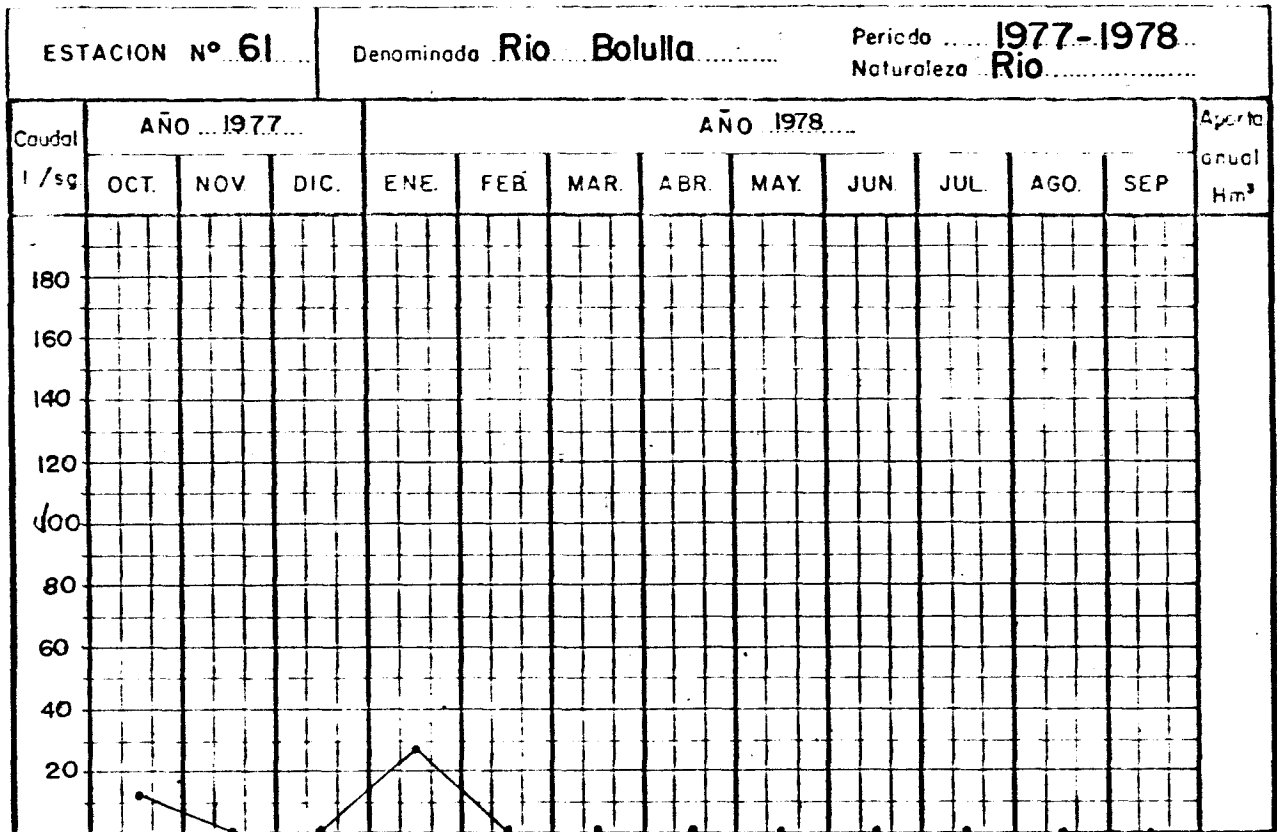 ESTACION Nº 61 Denominada Rio Bolulla Periodo 1977-1978
Naturaleza Rio
Caudal l/sg AÑO 1977 AÑO 1978 Aporta anual Hm³
OCT. NOV. DIC. ENE. FEB. MAR. ABR. MAY. JUN. JUL. AGO. SEP
180
160
140
120
100
80
60
40
20